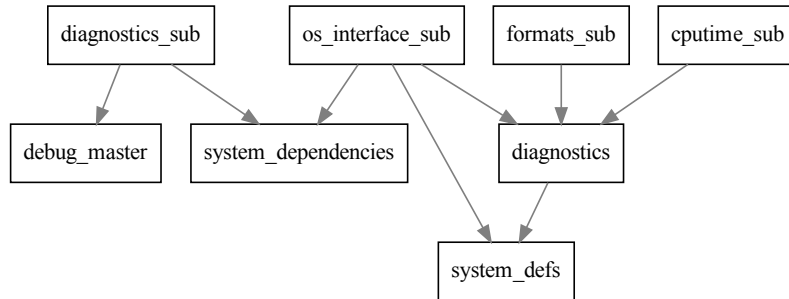 diagnostics_sub
os_interface_sub
formats_sub
cputime_sub
debug_master
system_dependencies
diagnostics
system_defs